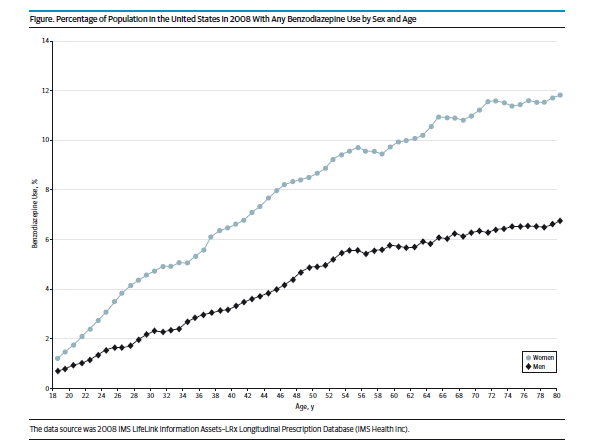 Figure. Percentage of Population in the United States in 2008 With Any Benzodiazepine Use by Sex and Age
14
12
10
8
6
4
2
0
Benzodiazepine Use, %
18 20 22 24 26 28 30 32 34 36 38 40 42 44 46 48 50 52 54 56 58 60 62 64 66 68 70 72 74 76 78 80
Age, y
Women
Men
The data source was 2008 IMS LifeLink Information Assets-LRx Longitudinal Prescription Database (IMS Health Inc).